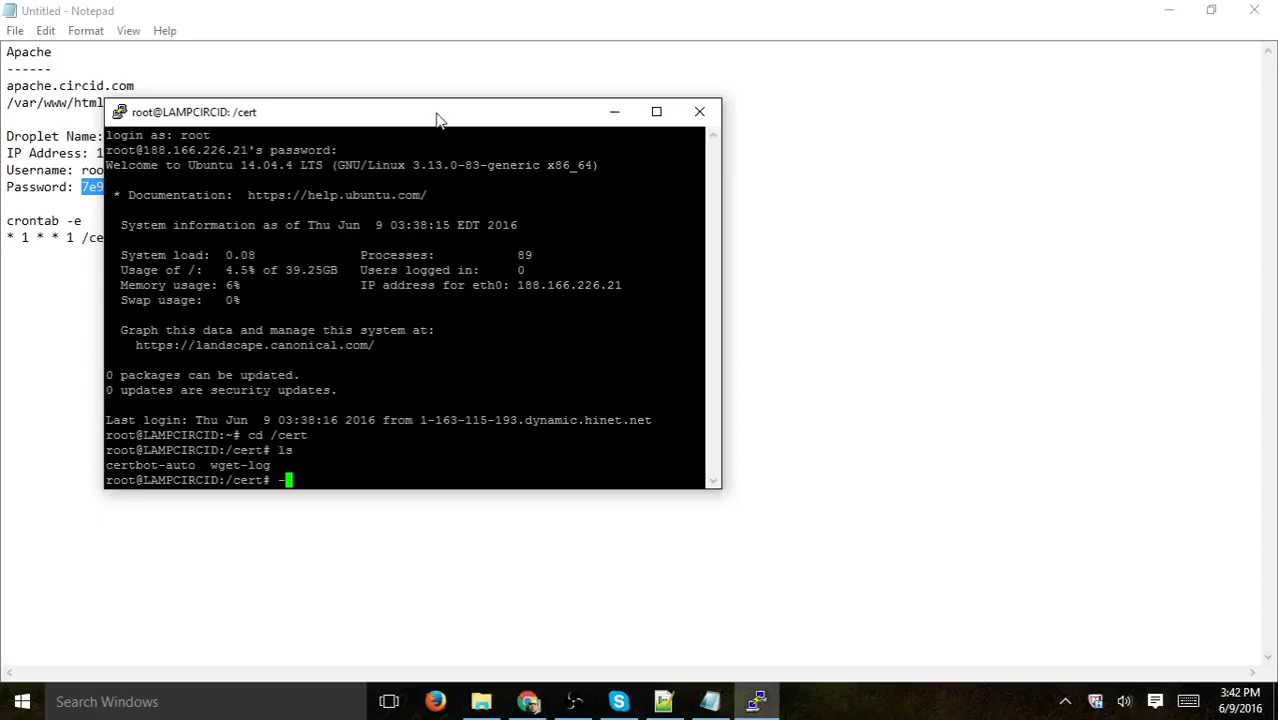 Untitled - Notepad
File Edit Format View Help
Apache
------
apache.circid.com
/var/www/html
Droplet Name:
IP Address: 1
Username: roo
Password: 7e9
crontab -e
* 1 * * 1 /ce
root@LAMPCIRCID: /cert
login as: root
root@188.166.226.21's password:
Welcome to Ubuntu 14.04.4 LTS (GNU/Linux 3.13.0-83-generic x86_64)
* Documentation: https://help.ubuntu.com/
System information as of Thu Jun 9 03:38:15 EDT 2016
System load: 0.08 Processes: 89
Usage of /: 4.5% of 39.25GB Users logged in: 0
Memory usage: 6% IP address for eth0: 188.166.226.21
Swap usage: 0%
Graph this data and manage this system at:
https://landscape.canonical.com/
0 packages can be updated.
0 updates are security updates.
Last login: Thu Jun 9 03:38:16 2016 from 1-163-115-193.dynamic.hinet.net
root@LAMPCIRCID:~# cd /cert
root@LAMPCIRCID:/cert# ls
certbot-auto wget-log
root@LAMPCIRCID:/cert# -
Search Windows
3:42 PM
6/9/2016